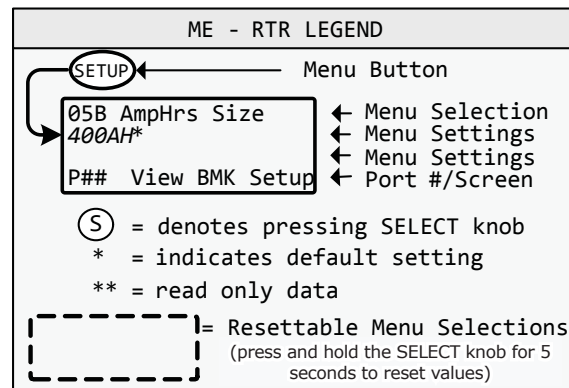 ME - RTR LEGEND
SETUP Menu Button
05B AmpHrs Size Menu Selection
400AH* Menu Settings
Menu Settings
P## View BMK Setup Port #/Screen
S = denotes pressing SELECT knob
* = indicates default setting
** = read only data
= Resettable Menu Selections
(press and hold the SELECT knob for 5
seconds to reset values)